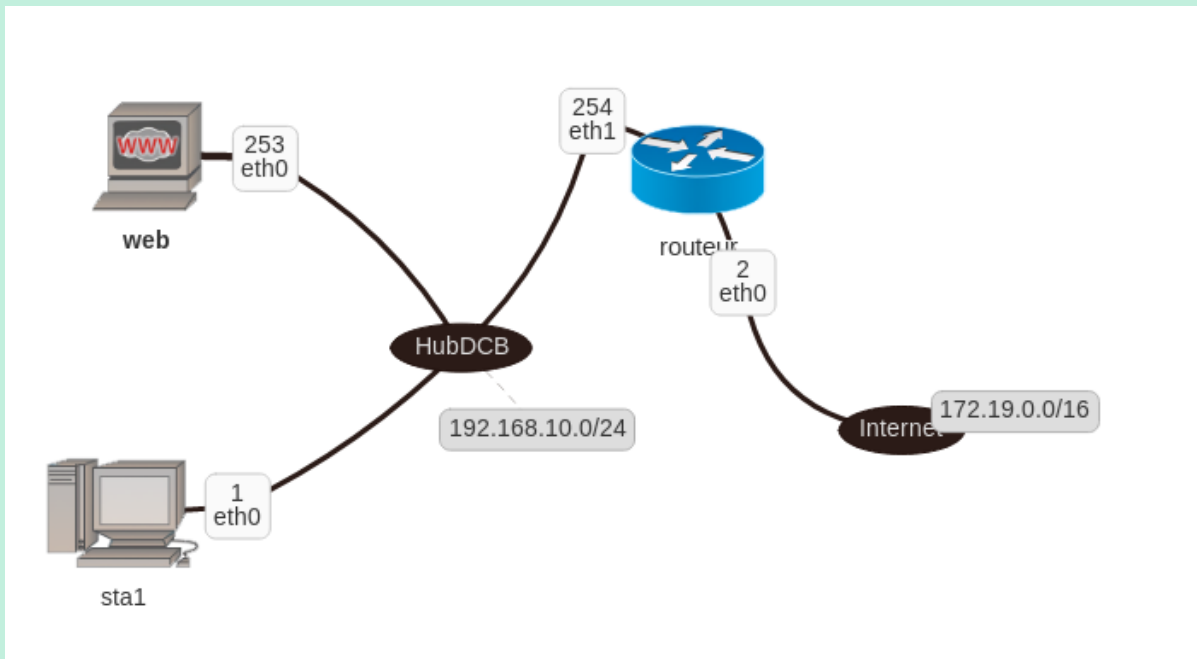 254
eth1
WWW
253
eth0
web
routeur
2
eth0
HubDCB
192.168.10.0/24
172.19.0.0/16
Internet
1
eth0
sta1